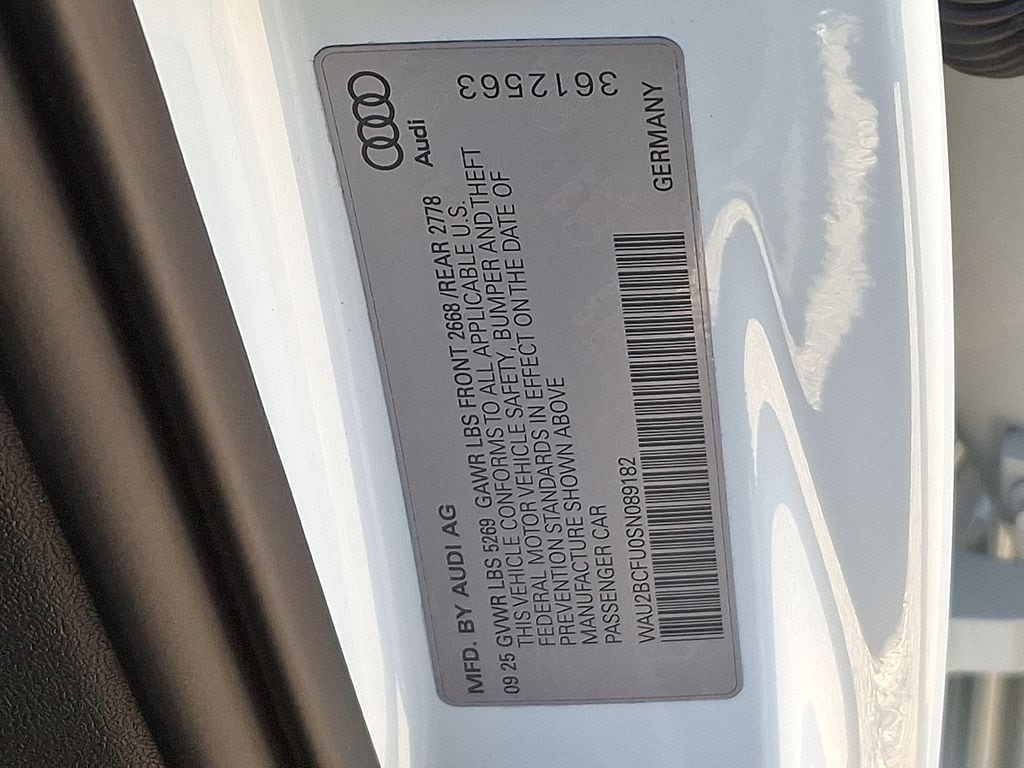 MFD. BY AUDI AG
Audi
09 25 GVWR LBS 5269 GAWR LBS FRONT 2668 /REAR 2778
THIS VEHICLE CONFORMS TO ALL APPLICABLE U.S.
FEDERAL MOTOR VEHICLE SAFETY, BUMPER AND THEFT
PREVENTION STANDARDS IN EFFECT ON THE DATE OF
MANUFACTURE SHOWN ABOVE
PASSENGER CAR
WAU2BCFU0SN089182
GERMANY
3612563